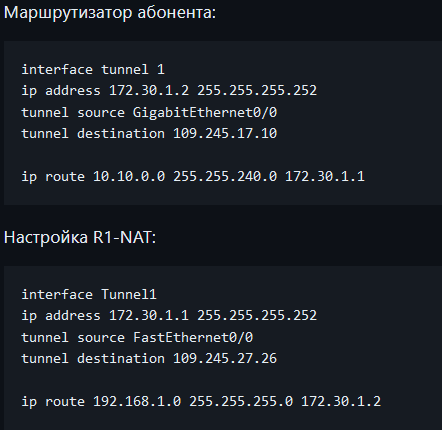 Маршрутизатор абонента:
interface tunnel 1
ip address 172.30.1.2 255.255.255.252
tunnel source GigabitEthernet0/0
tunnel destination 109.245.17.10
ip route 10.10.0.0 255.255.240.0 172.30.1.1
Настройка R1-NAT:
interface Tunnel1
ip address 172.30.1.1 255.255.255.252
tunnel source FastEthernet0/0
tunnel destination 109.245.27.26
ip route 192.168.1.0 255.255.255.0 172.30.1.2